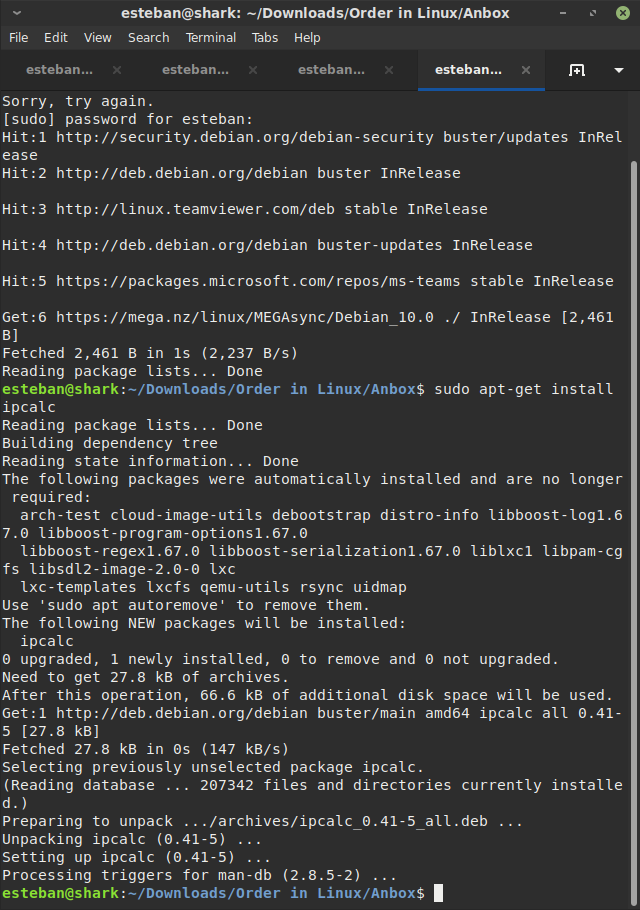 esteban@shark: ~/Downloads/Order in Linux/Anbox
File Edit View Search Terminal Tabs Help
esteban... esteban... esteban... esteban...
Sorry, try again.
[sudo] password for esteban:
Hit:1 http://security.debian.org/debian-security buster/updates InRel
ease
Hit:2 http://deb.debian.org/debian buster InRelease
Hit:3 http://linux.teamviewer.com/deb stable InRelease
Hit:4 http://deb.debian.org/debian buster-updates InRelease
Hit:5 https://packages.microsoft.com/repos/ms-teams stable InRelease
Get:6 https://mega.nz/linux/MEGAsync/Debian_10.0 ./ InRelease [2,461
B]
Fetched 2,461 B in 1s (2,237 B/s)
Reading package lists... Done
esteban@shark:~/Downloads/Order in Linux/Anbox$ sudo apt-get install
ipcalc
Reading package lists... Done
Building dependency tree
Reading state information... Done
The following packages were automatically installed and are no longer
required:
arch-test cloud-image-utils debootstrap distro-info libboost-log1.6
7.0 libboost-program-options1.67.0
libboost-regex1.67.0 libboost-serialization1.67.0 liblxc1 libpam-cg
fs libsdl2-image-2.0-0 lxc
lxc-templates lxcfs qemu-utils rsync uidmap
Use 'sudo apt autoremove' to remove them.
The following NEW packages will be installed:
ipcalc
0 upgraded, 1 newly installed, 0 to remove and 0 not upgraded.
Need to get 27.8 kB of archives.
After this operation, 66.6 kB of additional disk space will be used.
Get:1 http://deb.debian.org/debian buster/main amd64 ipcalc all 0.41-
5 [27.8 kB]
Fetched 27.8 kB in 0s (147 kB/s)
Selecting previously unselected package ipcalc.
(Reading database ... 207342 files and directories currently installe
d.)
Preparing to unpack .../archives/ipcalc_0.41-5_all.deb ...
Unpacking ipcalc (0.41-5) ...
Setting up ipcalc (0.41-5) ...
Processing triggers for man-db (2.8.5-2) ...
esteban@shark:~/Downloads/Order in Linux/Anbox$